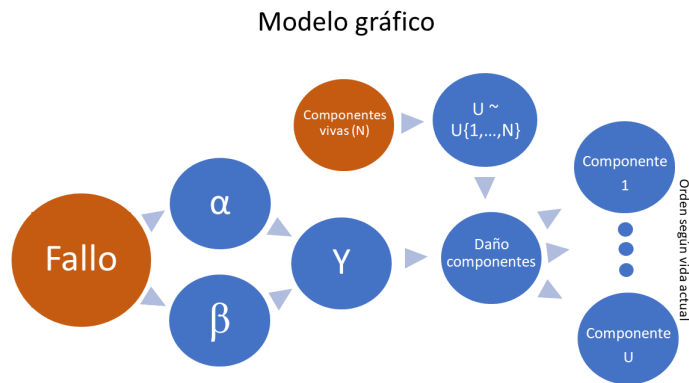 Modelo gráfico
Componentes
vivas (N)
U ~
U{1,...,N}
Componente
1
Orden según vida actual
α
Fallo
Y
Daño
componentes
β
Componente
U